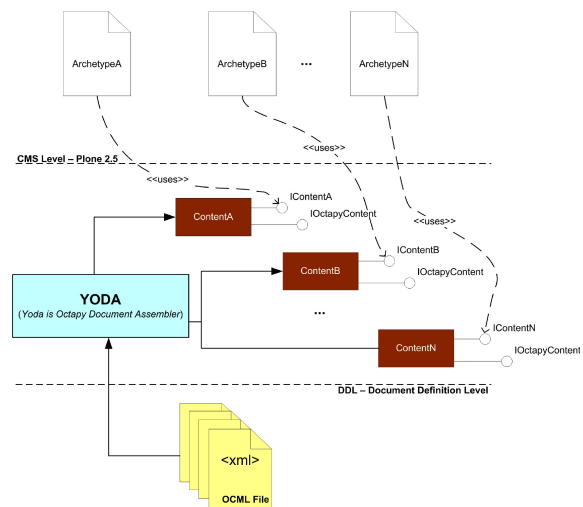 ArchetypeA
ArchetypeB
...
ArchetypeN
<<uses>>
CMS Level – Plone 2.5
<<uses>>
IContentA
ContentA
IOctapyContent
<<uses>>
IContentB
ContentB
IOctapyContent
YODA
(Yoda is Octapy Document Assembler)
...
IContentN
ContentN
IOctapyContent
DDL – Document Definition Level
<xml>
OCML File